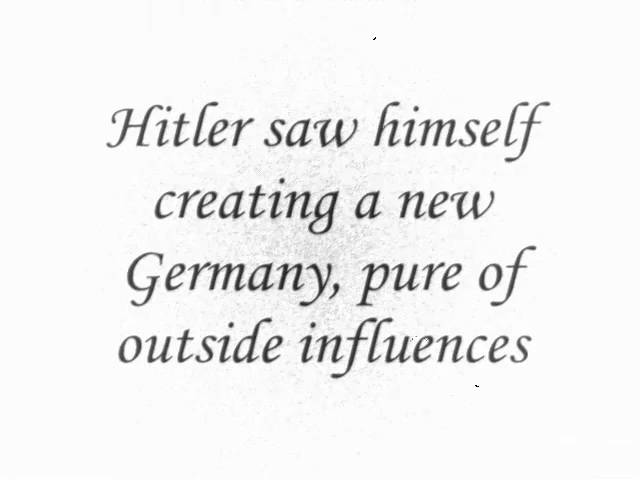 Hitler saw himself
creating a new
Germany, pure of
outside influences